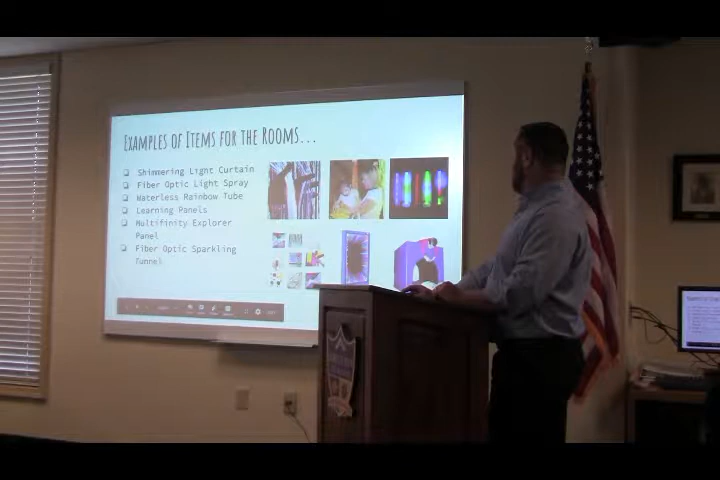 Examples of Items for the Rooms...
❑ Shimmering Light Curtain
❑ Fiber Optic Light Spray
❑ Waterless Rainbow Tube
❑ Learning Panels
❑ Multifinity Explorer
Panel
❑ Fiber Optic Sparkling
Tunnel